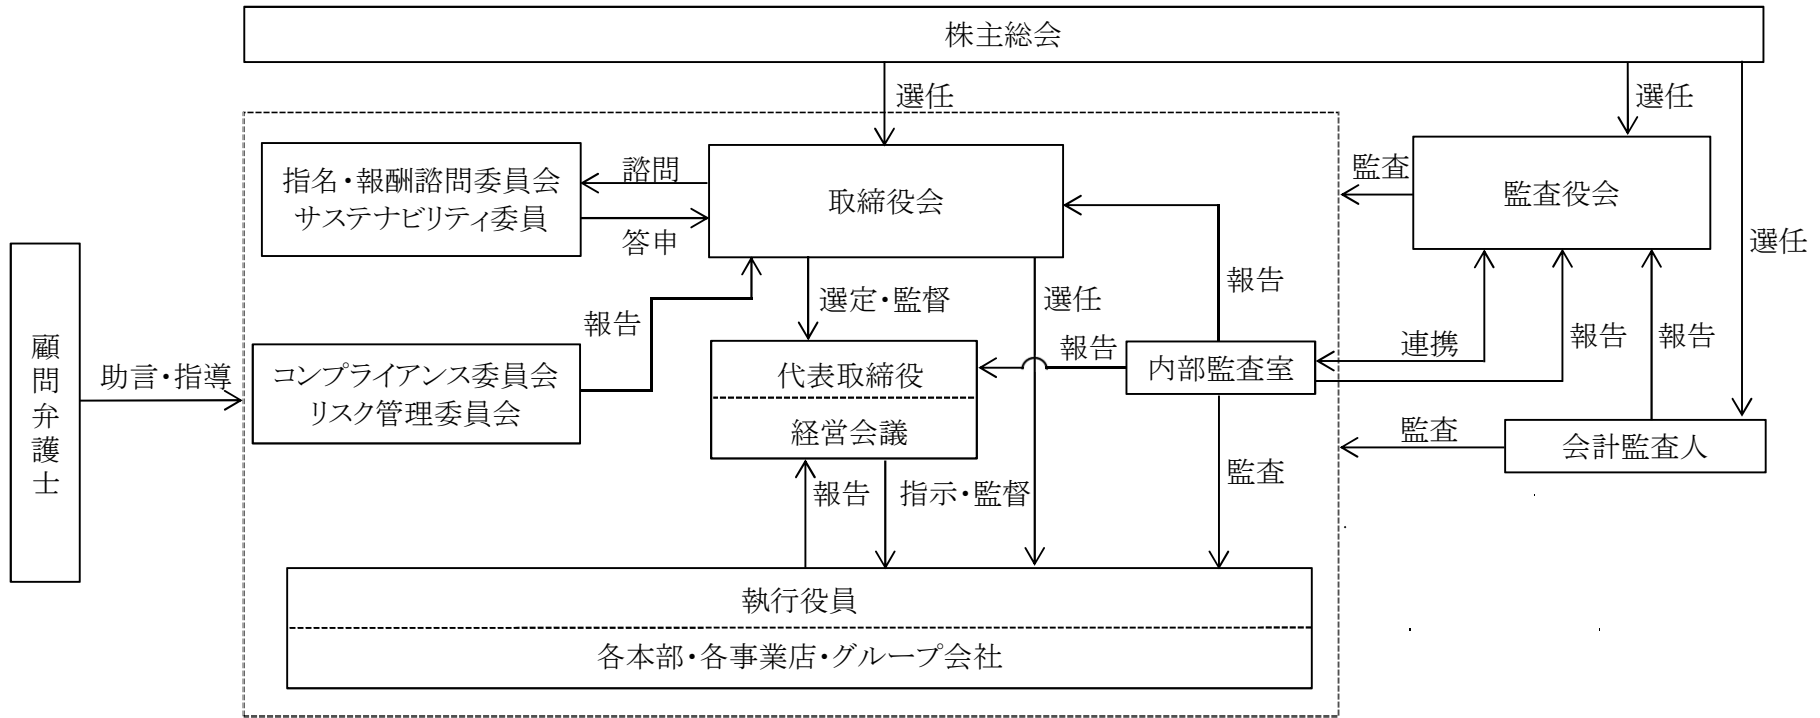 株主総会
選任
選任
選任
指名・報酬諮問委員会
サステナビリティ委員
諮問
答申
取締役会
監査
監査役会
報告
選定・監督
選任
報告
顧問弁護士
助言・指導
コンプライアンス委員会
リスク管理委員会
代表取締役
経営会議
報告
内部監査室
連携
報告
報告
監査
会計監査人
報告
指示・監督
監査
執行役員
各本部・各事業店・グループ会社